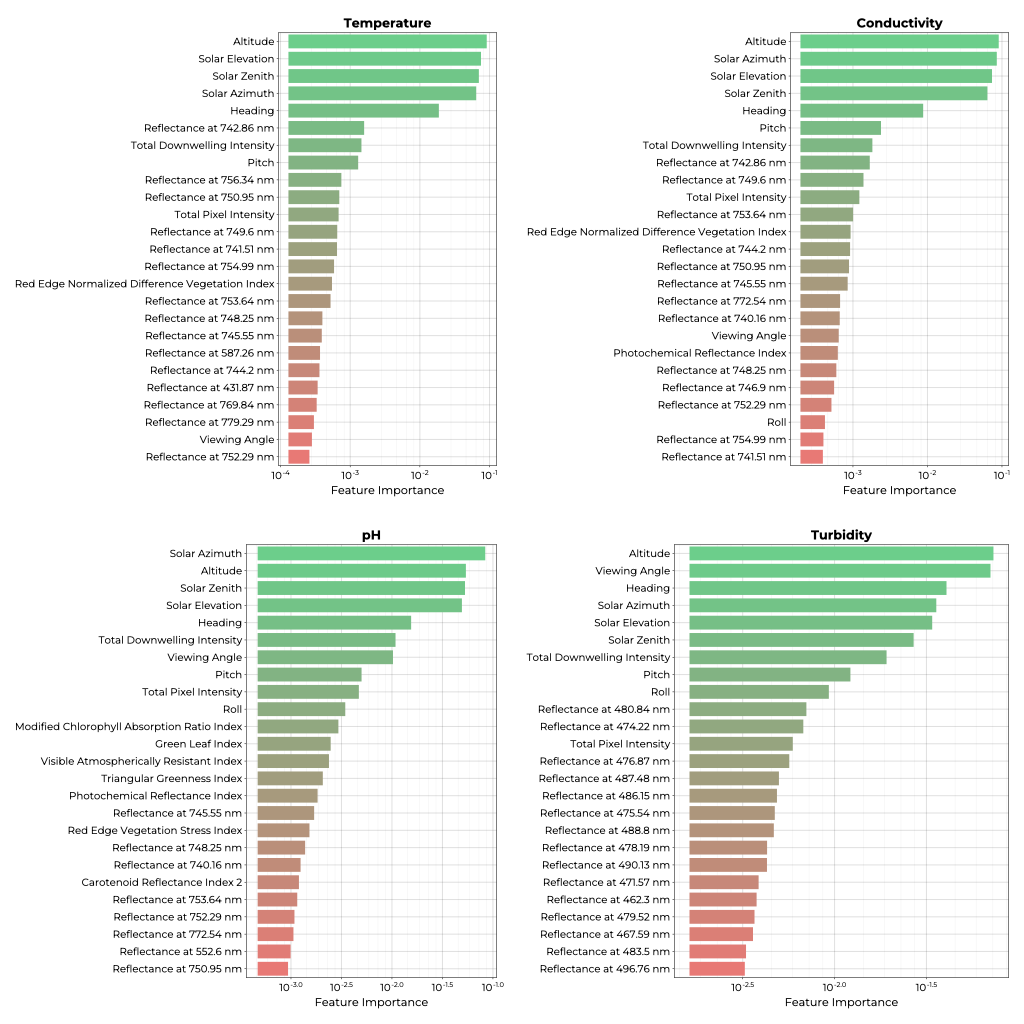 Temperature
Altitude
Solar Elevation
Solar Zenith
Solar Azimuth
Heading
Reflectance at 742.86 nm
Total Downwelling Intensity
Pitch
Reflectance at 756.34 nm
Reflectance at 750.95 nm
Total Pixel Intensity
Reflectance at 749.6 nm
Reflectance at 741.51 nm
Reflectance at 754.99 nm
Red Edge Normalized Difference Vegetation Index
Reflectance at 753.64 nm
Reflectance at 748.25 nm
Reflectance at 745.55 nm
Reflectance at 587.26 nm
Reflectance at 744.2 nm
Reflectance at 431.87 nm
Reflectance at 769.84 nm
Reflectance at 779.29 nm
Viewing Angle
Reflectance at 752.29 nm
10⁻⁴ 10⁻³ 10⁻² 10⁻¹
Feature Importance
Conductivity
Altitude
Solar Azimuth
Solar Elevation
Solar Zenith
Heading
Pitch
Total Downwelling Intensity
Reflectance at 742.86 nm
Reflectance at 749.6 nm
Total Pixel Intensity
Reflectance at 753.64 nm
Red Edge Normalized Difference Vegetation Index
Reflectance at 744.2 nm
Reflectance at 750.95 nm
Reflectance at 745.55 nm
Reflectance at 772.54 nm
Reflectance at 740.16 nm
Viewing Angle
Photochemical Reflectance Index
Reflectance at 748.25 nm
Reflectance at 746.9 nm
Reflectance at 752.29 nm
Roll
Reflectance at 754.99 nm
Reflectance at 741.51 nm
10⁻³ 10⁻² 10⁻¹
Feature Importance
pH
Solar Azimuth
Altitude
Solar Zenith
Solar Elevation
Heading
Total Downwelling Intensity
Viewing Angle
Pitch
Total Pixel Intensity
Roll
Modified Chlorophyll Absorption Ratio Index
Green Leaf Index
Visible Atmospherically Resistant Index
Triangular Greenness Index
Photochemical Reflectance Index
Reflectance at 745.55 nm
Red Edge Vegetation Stress Index
Reflectance at 748.25 nm
Reflectance at 740.16 nm
Carotenoid Reflectance Index 2
Reflectance at 753.64 nm
Reflectance at 752.29 nm
Reflectance at 772.54 nm
Reflectance at 552.6 nm
Reflectance at 750.95 nm
10⁻³·⁰ 10⁻²·⁵ 10⁻²·⁰ 10⁻¹·⁵ 10⁻¹·⁰
Feature Importance
Turbidity
Altitude
Viewing Angle
Heading
Solar Azimuth
Solar Elevation
Solar Zenith
Total Downwelling Intensity
Pitch
Roll
Reflectance at 480.84 nm
Reflectance at 474.22 nm
Total Pixel Intensity
Reflectance at 476.87 nm
Reflectance at 487.48 nm
Reflectance at 486.15 nm
Reflectance at 475.54 nm
Reflectance at 488.8 nm
Reflectance at 478.19 nm
Reflectance at 490.13 nm
Reflectance at 471.57 nm
Reflectance at 462.3 nm
Reflectance at 479.52 nm
Reflectance at 467.59 nm
Reflectance at 483.5 nm
Reflectance at 496.76 nm
10⁻²·⁵ 10⁻²·⁰ 10⁻¹·⁵
Feature Importance